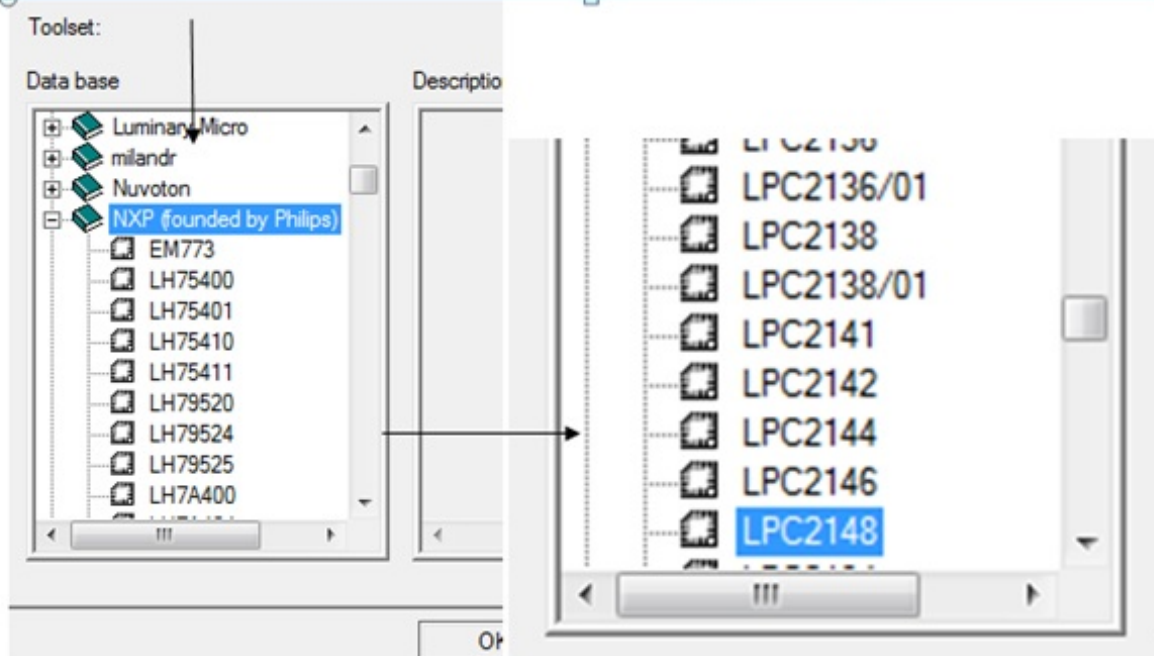 Toolset:
Data base
Descriptio
Luminary Micro
milandr
Nuvoton
NXP (founded by Philips)
EM773
LH75400
LH75401
LH75410
LH75411
LH79520
LH79524
LH79525
LH7A400
OK
LPC2136/01
LPC2138
LPC2138/01
LPC2141
LPC2142
LPC2144
LPC2146
LPC2148